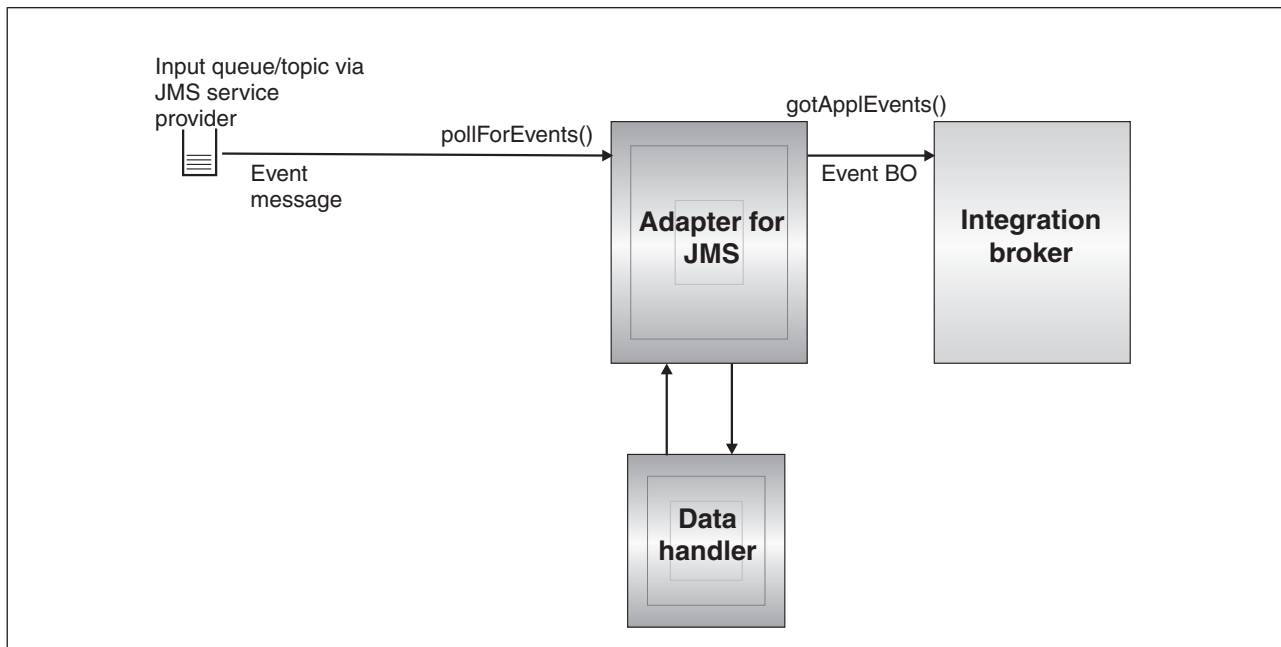 Input queue/topic via
JMS service
provider
pollForEvents()
Event
message
gotApplEvents()
Event BO
Adapter for
JMS
Integration
broker
Data
handler